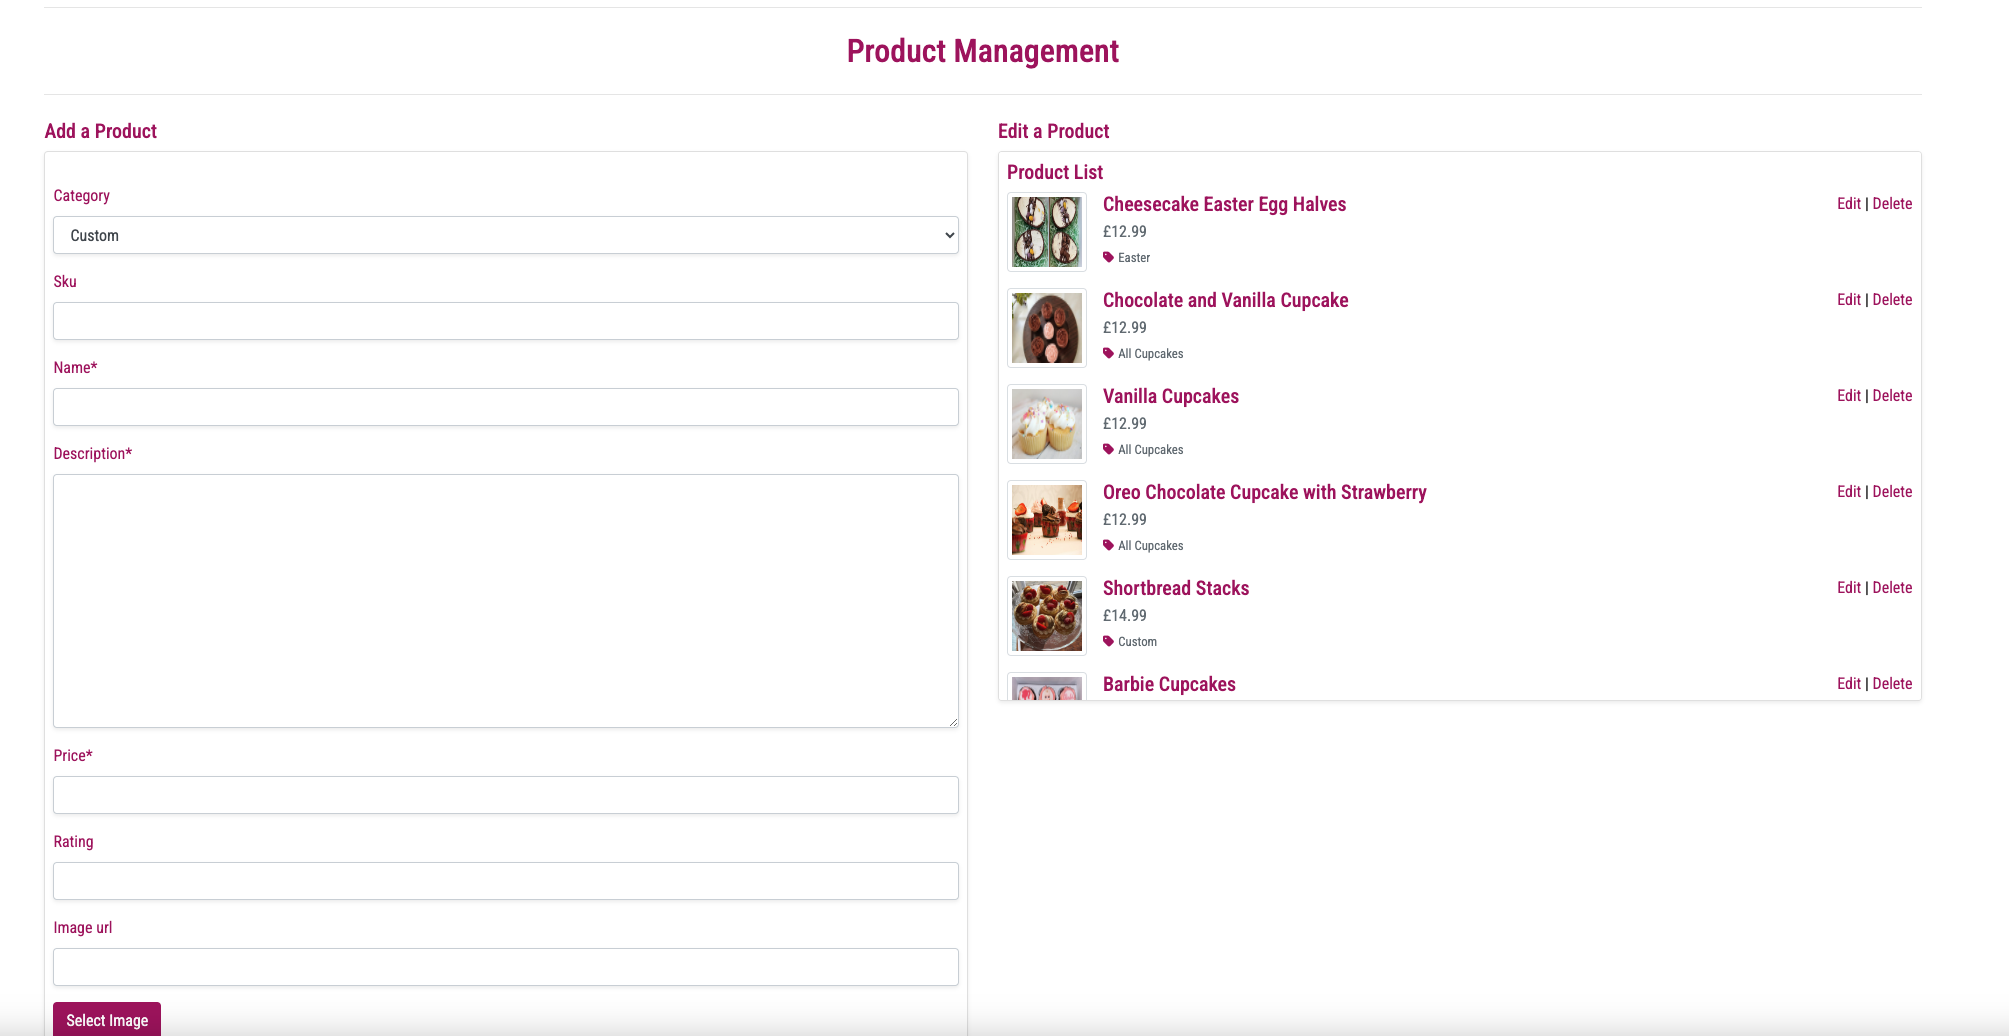 Product Management
Add a Product
Category
Custom
Sku
Name*
Description*
Price*
Rating
Image url
Select Image
Edit a Product
Product List
Cheesecake Easter Egg Halves
Edit | Delete
£12.99
Easter
Chocolate and Vanilla Cupcake
Edit | Delete
£12.99
All Cupcakes
Vanilla Cupcakes
Edit | Delete
£12.99
All Cupcakes
Oreo Chocolate Cupcake with Strawberry
Edit | Delete
£12.99
All Cupcakes
Shortbread Stacks
Edit | Delete
£14.99
Custom
Barbie Cupcakes
Edit | Delete